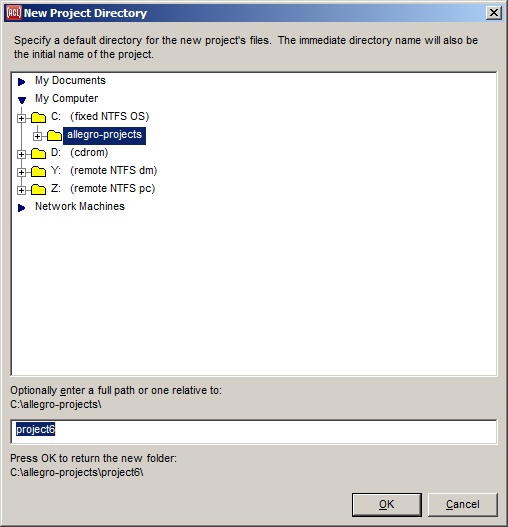 ACL New Project Directory
Specify a default directory for the new project's files. The immediate directory name will also be
the initial name of the project.
My Documents
My Computer
C: (fixed NTFS OS)
allegro-projects
D: (cdrom)
Y: (remote NTFS dm)
Z: (remote NTFS pc)
Network Machines
Optionally enter a full path or one relative to:
C:\allegro-projects\
project6
Press OK to return the new folder:
C:\allegro-projects\project6\
OK Cancel